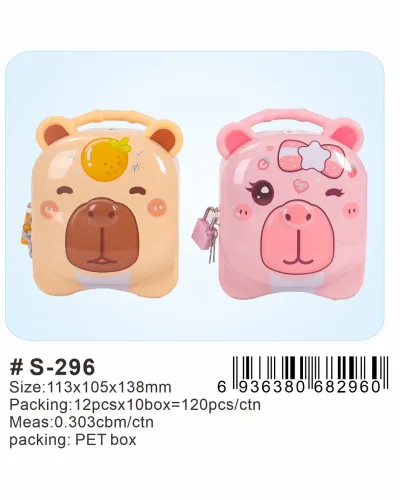 # S-296
Size:113x105x138mm
Packing:12pcsx10box=120pcs/ctn
Meas:0.303cbm/ctn
packing: PET box
6 936380 682960